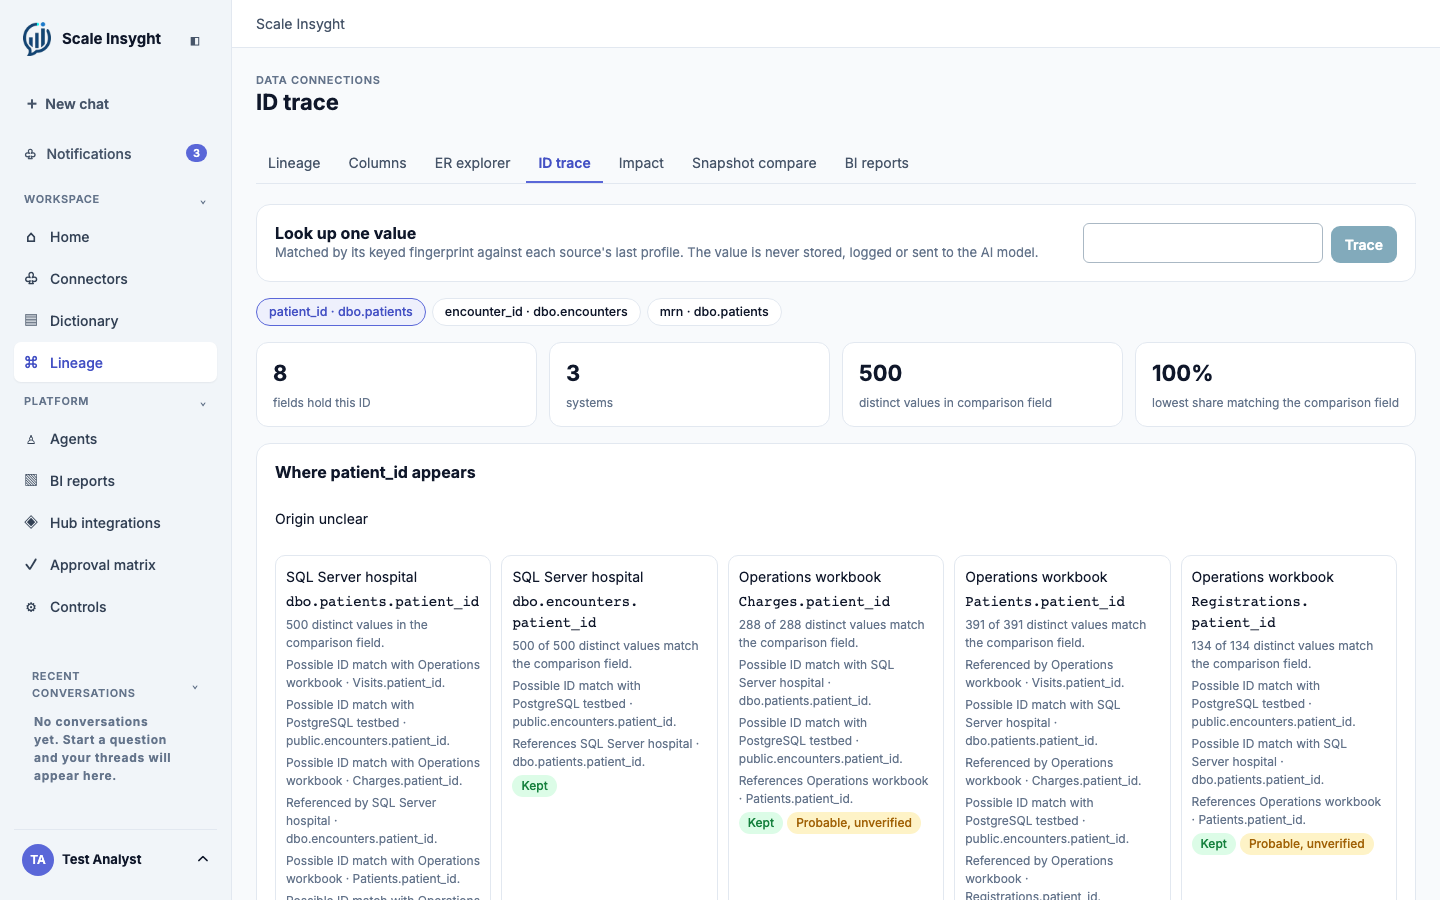 Scale Insyght
Scale Insyght
+ New chat
Notifications
3
WORKSPACE
Home
Connectors
Dictionary
Lineage
PLATFORM
Agents
BI reports
Hub integrations
Approval matrix
Controls
RECENT
CONVERSATIONS
No conversations
yet. Start a question
and your threads will
appear here.
TA
Test Analyst
DATA CONNECTIONS
ID trace
Lineage
Columns
ER explorer
ID trace
Impact
Snapshot compare
BI reports
Look up one value
Matched by its keyed fingerprint against each source's last profile. The value is never stored, logged or sent to the AI model.
Trace
patient_id · dbo.patients
encounter_id · dbo.encounters
mrn · dbo.patients
8
fields hold this ID
3
systems
500
distinct values in comparison field
100%
lowest share matching the comparison field
Where patient_id appears
Origin unclear
SQL Server hospital
dbo.patients.patient_id
500 distinct values in the
comparison field.
Possible ID match with Operations
workbook · Visits.patient_id.
Possible ID match with
PostgreSQL testbed ·
public.encounters.patient_id.
Possible ID match with Operations
workbook · Charges.patient_id.
Referenced by SQL Server
hospital ·
dbo.encounters.patient_id.
Possible ID match with Operations
workbook · Patients.patient_id.
Possible ID match with Operations
SQL Server hospital
dbo.encounters.
patient_id
500 of 500 distinct values match
the comparison field.
Possible ID match with
PostgreSQL testbed ·
public.encounters.patient_id.
References SQL Server hospital ·
dbo.patients.patient_id.
Kept
Operations workbook
Charges.patient_id
288 of 288 distinct values match
the comparison field.
Possible ID match with SQL
Server hospital ·
dbo.patients.patient_id.
Possible ID match with
PostgreSQL testbed ·
public.encounters.patient_id.
References Operations workbook
· Patients.patient_id.
Kept
Probable, unverified
Operations workbook
Patients.patient_id
391 of 391 distinct values match
the comparison field.
Referenced by Operations
workbook · Visits.patient_id.
Possible ID match with SQL
Server hospital ·
dbo.patients.patient_id.
Referenced by Operations
workbook · Charges.patient_id.
Possible ID match with
PostgreSQL testbed ·
public.encounters.patient_id.
Referenced by Operations
workbook ·
Registrations.patient_id.
Operations workbook
Registrations.
patient_id
134 of 134 distinct values match
the comparison field.
Possible ID match with
PostgreSQL testbed ·
public.encounters.patient_id.
Possible ID match with SQL
Server hospital ·
dbo.patients.patient_id.
References Operations workbook
· Patients.patient_id.
Kept
Probable, unverified